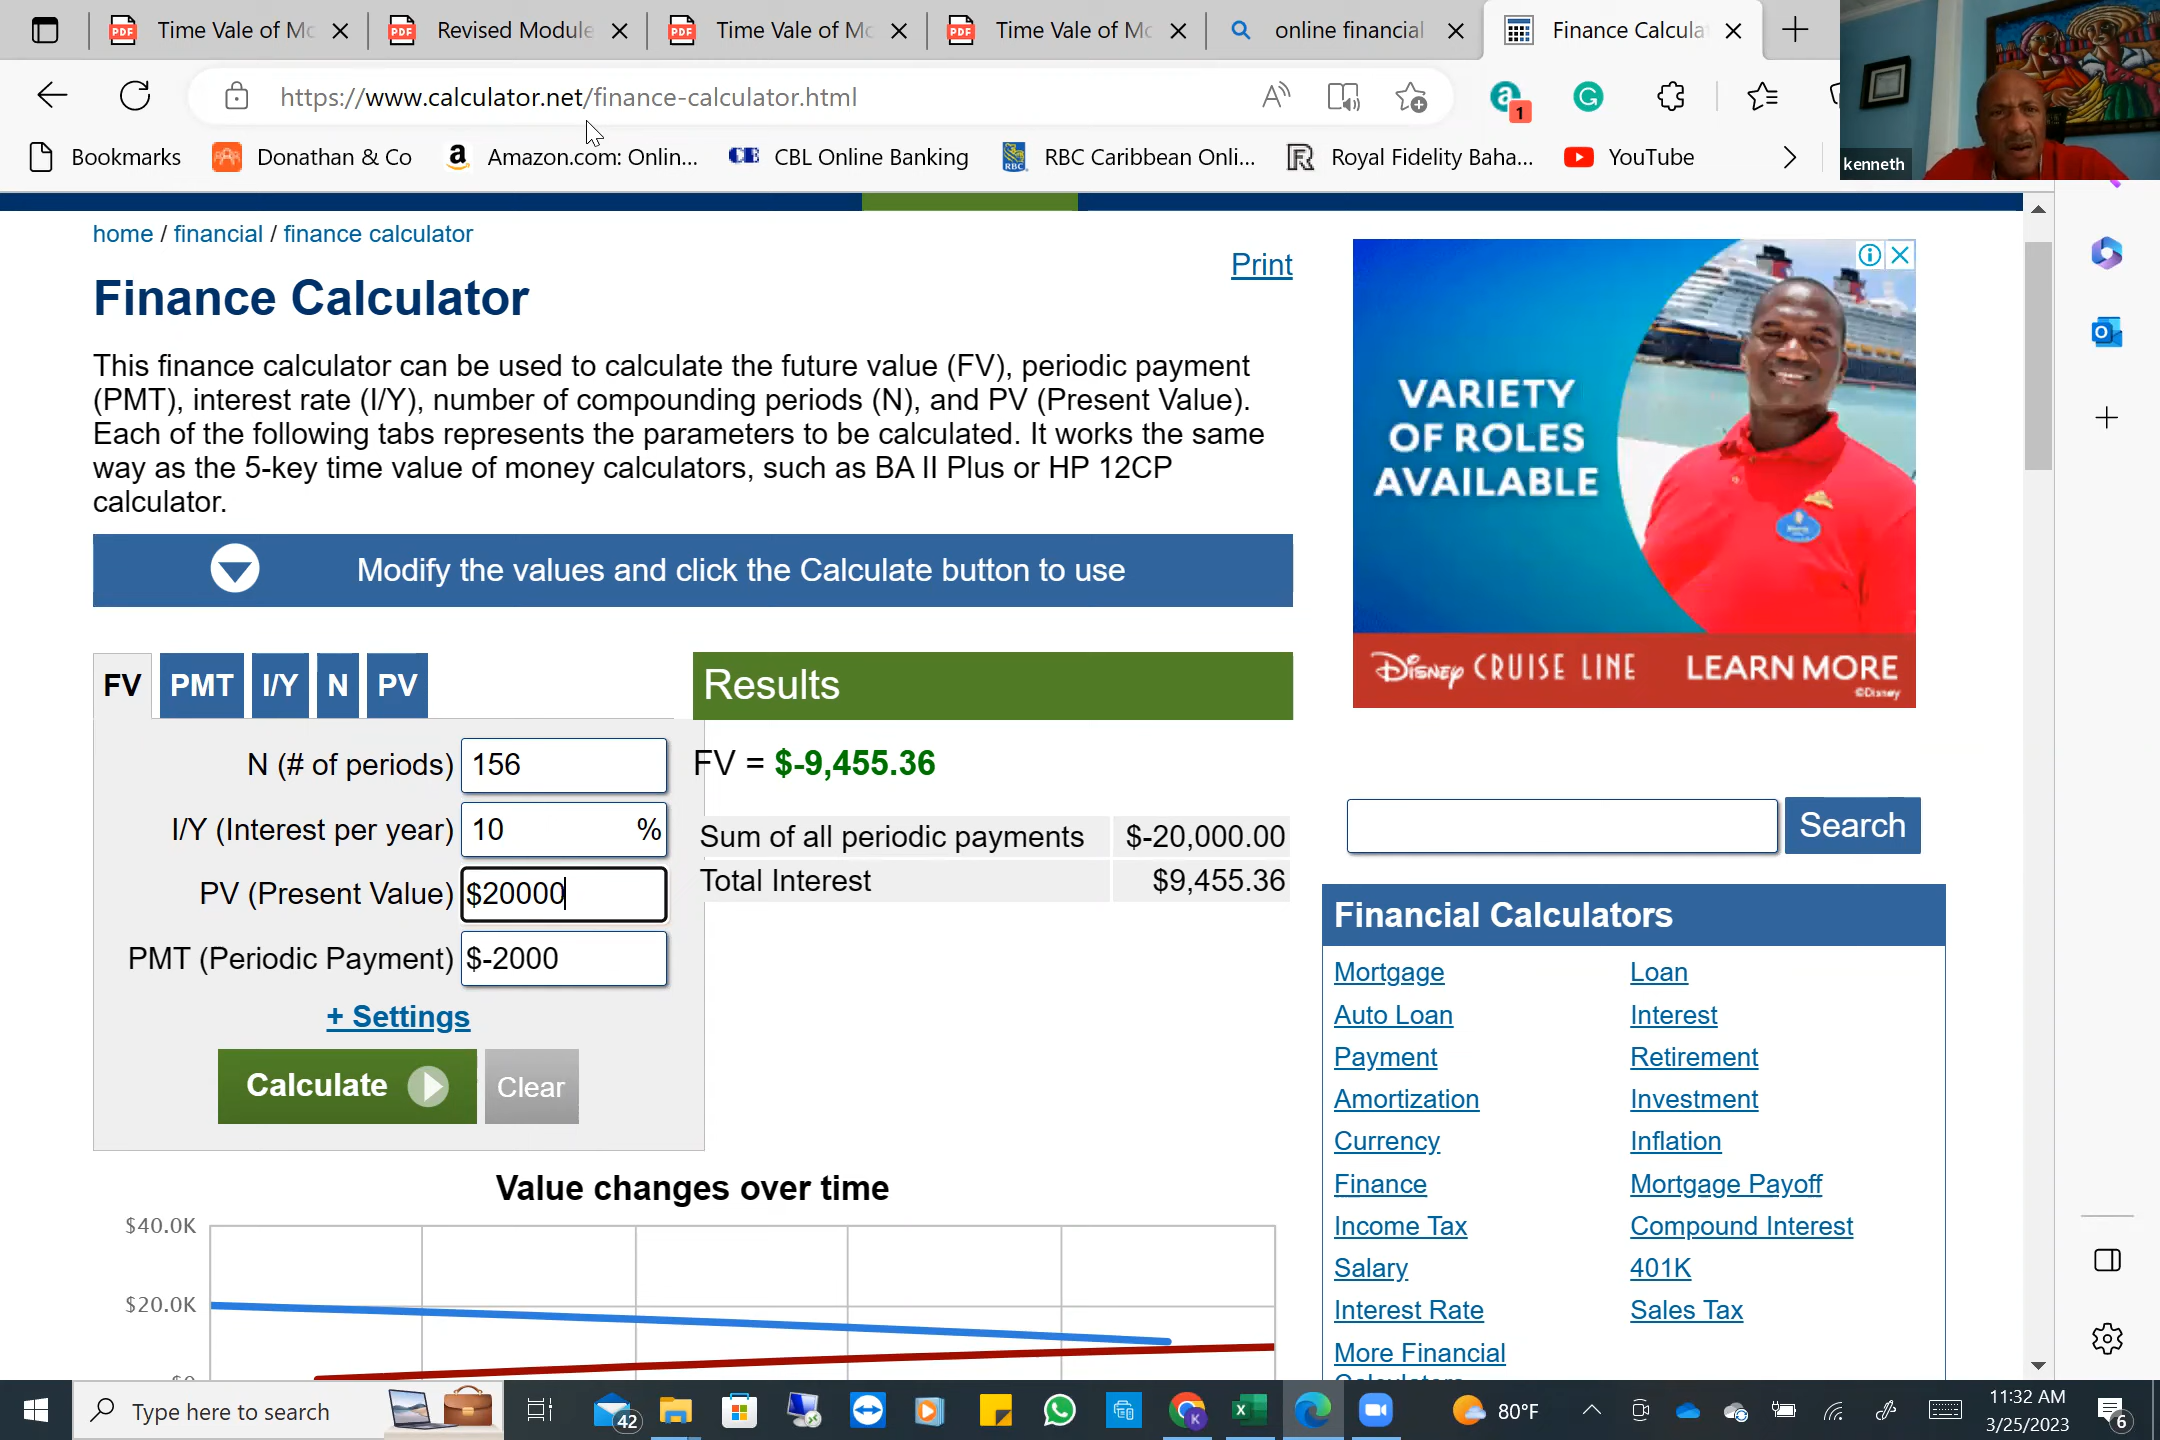 Time Vale of Mo
Revised Module
Time Vale of Mo
Time Vale of Mo
online financial
Finance Calcula
https://www.calculator.net/finance-calculator.html
1
Bookmarks
Donathan & Co
Amazon.com: Onlin...
CBL Online Banking
RBC Caribbean Onli...
Royal Fidelity Baha...
YouTube
kenneth
home / financial / finance calculator
Print
Finance Calculator
This finance calculator can be used to calculate the future value (FV), periodic payment
(PMT), interest rate (I/Y), number of compounding periods (N), and PV (Present Value).
Each of the following tabs represents the parameters to be calculated. It works the same
way as the 5-key time value of money calculators, such as BA II Plus or HP 12CP
calculator.
Modify the values and click the Calculate button to use
FV PMT I/Y N PV
N (# of periods) 156
I/Y (Interest per year) 10 %
PV (Present Value) $20000
PMT (Periodic Payment) $-2000
+ Settings
Calculate Clear
Results
FV = $-9,455.36
Sum of all periodic payments $-20,000.00
Total Interest $9,455.36
Value changes over time
$40.0K
$20.0K
VARIETY
OF ROLES
AVAILABLE
Disney CRUISE LINE LEARN MORE
©Disney
Search
Financial Calculators
Mortgage Loan
Auto Loan Interest
Payment Retirement
Amortization Investment
Currency Inflation
Finance Mortgage Payoff
Income Tax Compound Interest
Salary 401K
Interest Rate Sales Tax
More Financial
Calculators
Type here to search
42
80°F
11:32 AM
3/25/2023
6